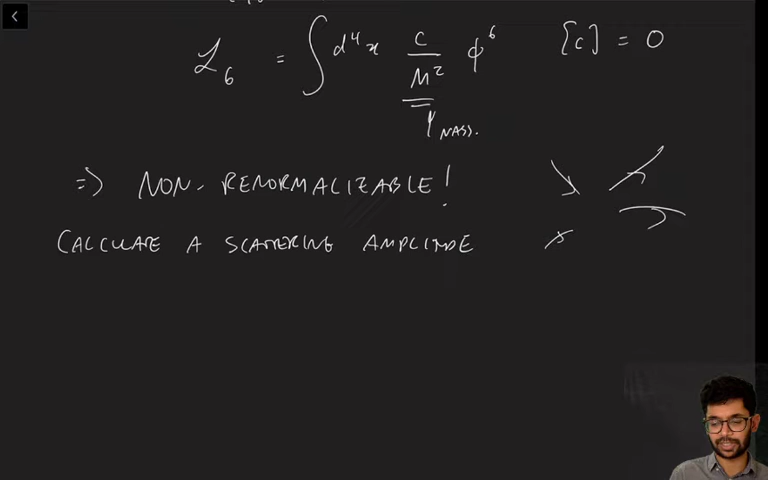 L₆ = ∫ d⁴x c/M² φ⁶ [c] = 0
MASS.
=> NON-RENORMALIZABLE!
CALCULATE A SCATTERING AMPLITUDE